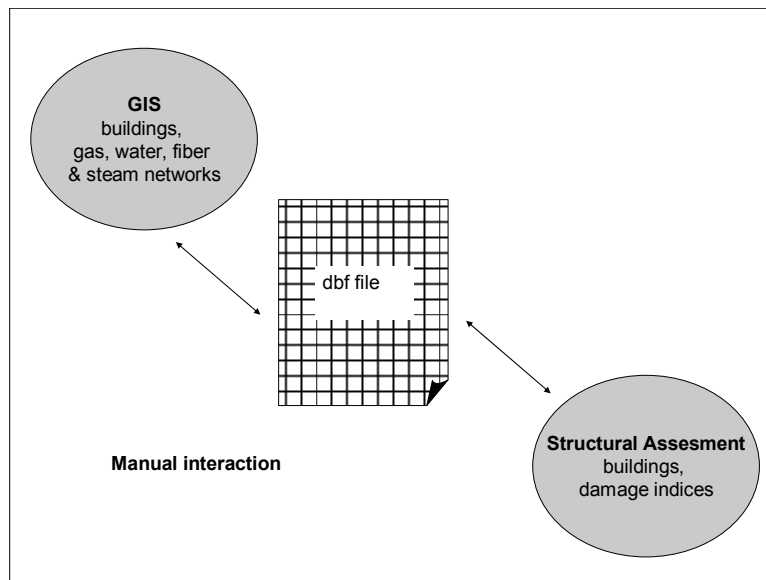 GIS
buildings,
gas, water, fiber
& steam networks
dbf file
Manual interaction
Structural Assesment
buildings,
damage indices